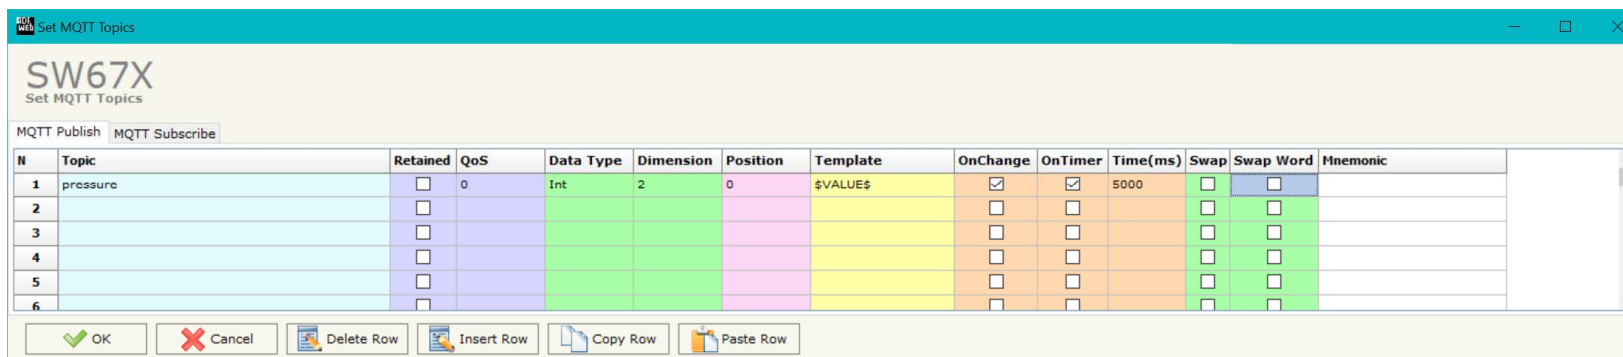 ADF
WEB Set MQTT Topics
SW67X
Set MQTT Topics
MQTT Publish MQTT Subscribe
N Topic Retained QoS Data Type Dimension Position Template OnChange OnTimer Time(ms) Swap Swap Word Mnemonic
1 pressure 0 Int 2 0 $VALUE$ 5000
2
3
4
5
6
OK Cancel Delete Row Insert Row Copy Row Paste Row